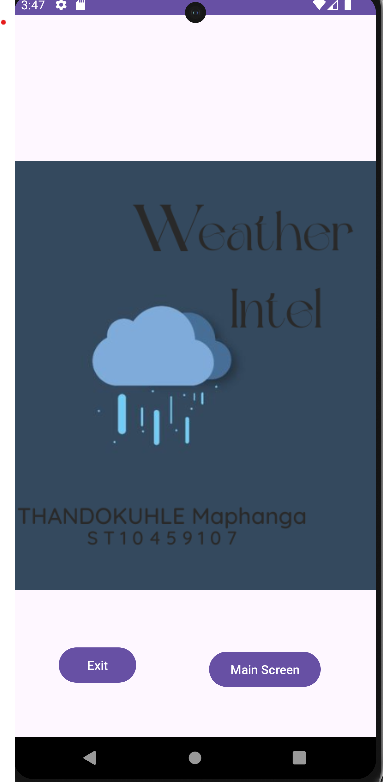 3:47
Weather
Intel
THANDOKUHLE Maphanga
ST10459107
Exit
Main Screen